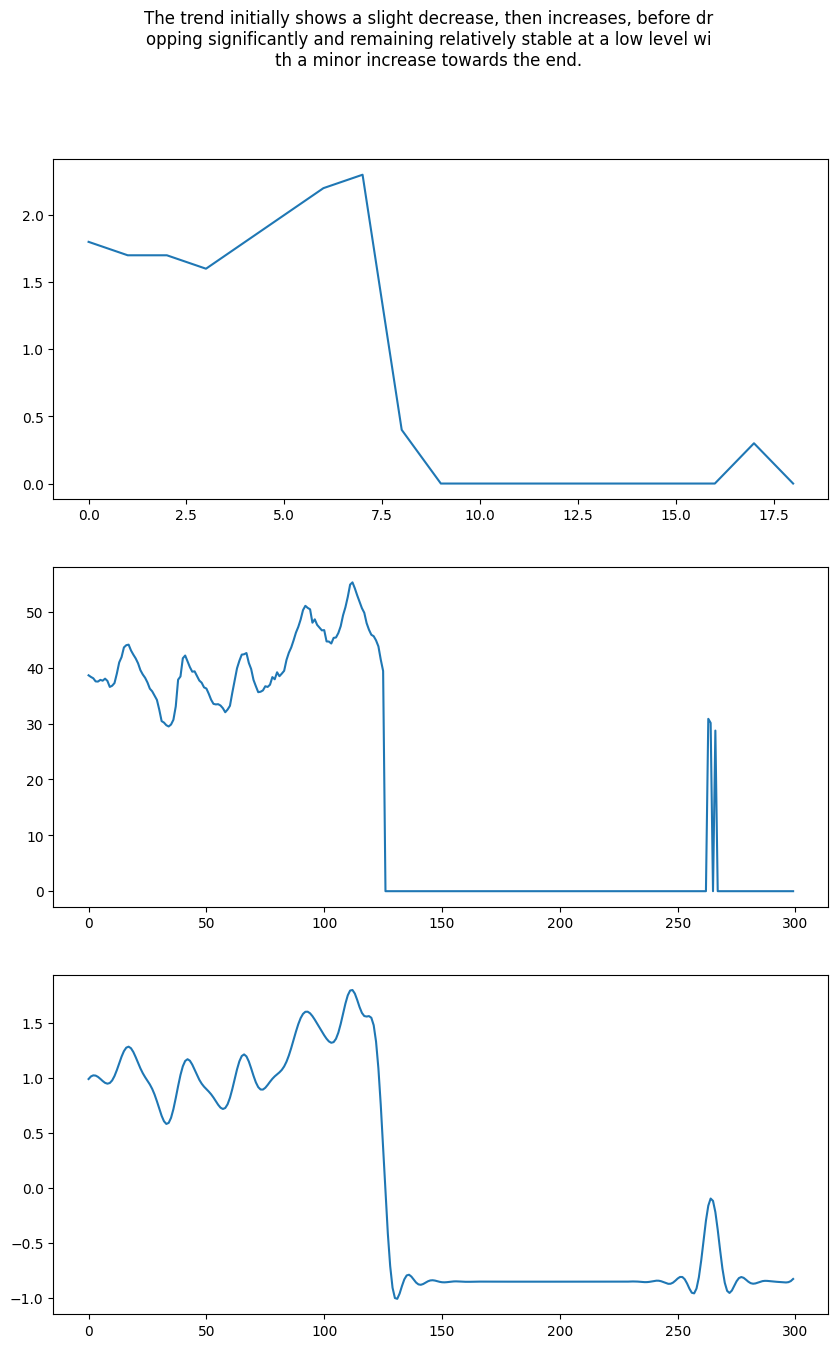 The trend initially shows a slight decrease, then increases, before dr
opping significantly and remaining relatively stable at a low level wi
th a minor increase towards the end.
2.0
1.5
1.0
0.5
0.0
0.0 2.5 5.0 7.5 10.0 12.5 15.0 17.5
50
40
30
20
10
0
0 50 100 150 200 250 300
1.5
1.0
0.5
0.0
−0.5
−1.0
0 50 100 150 200 250 300